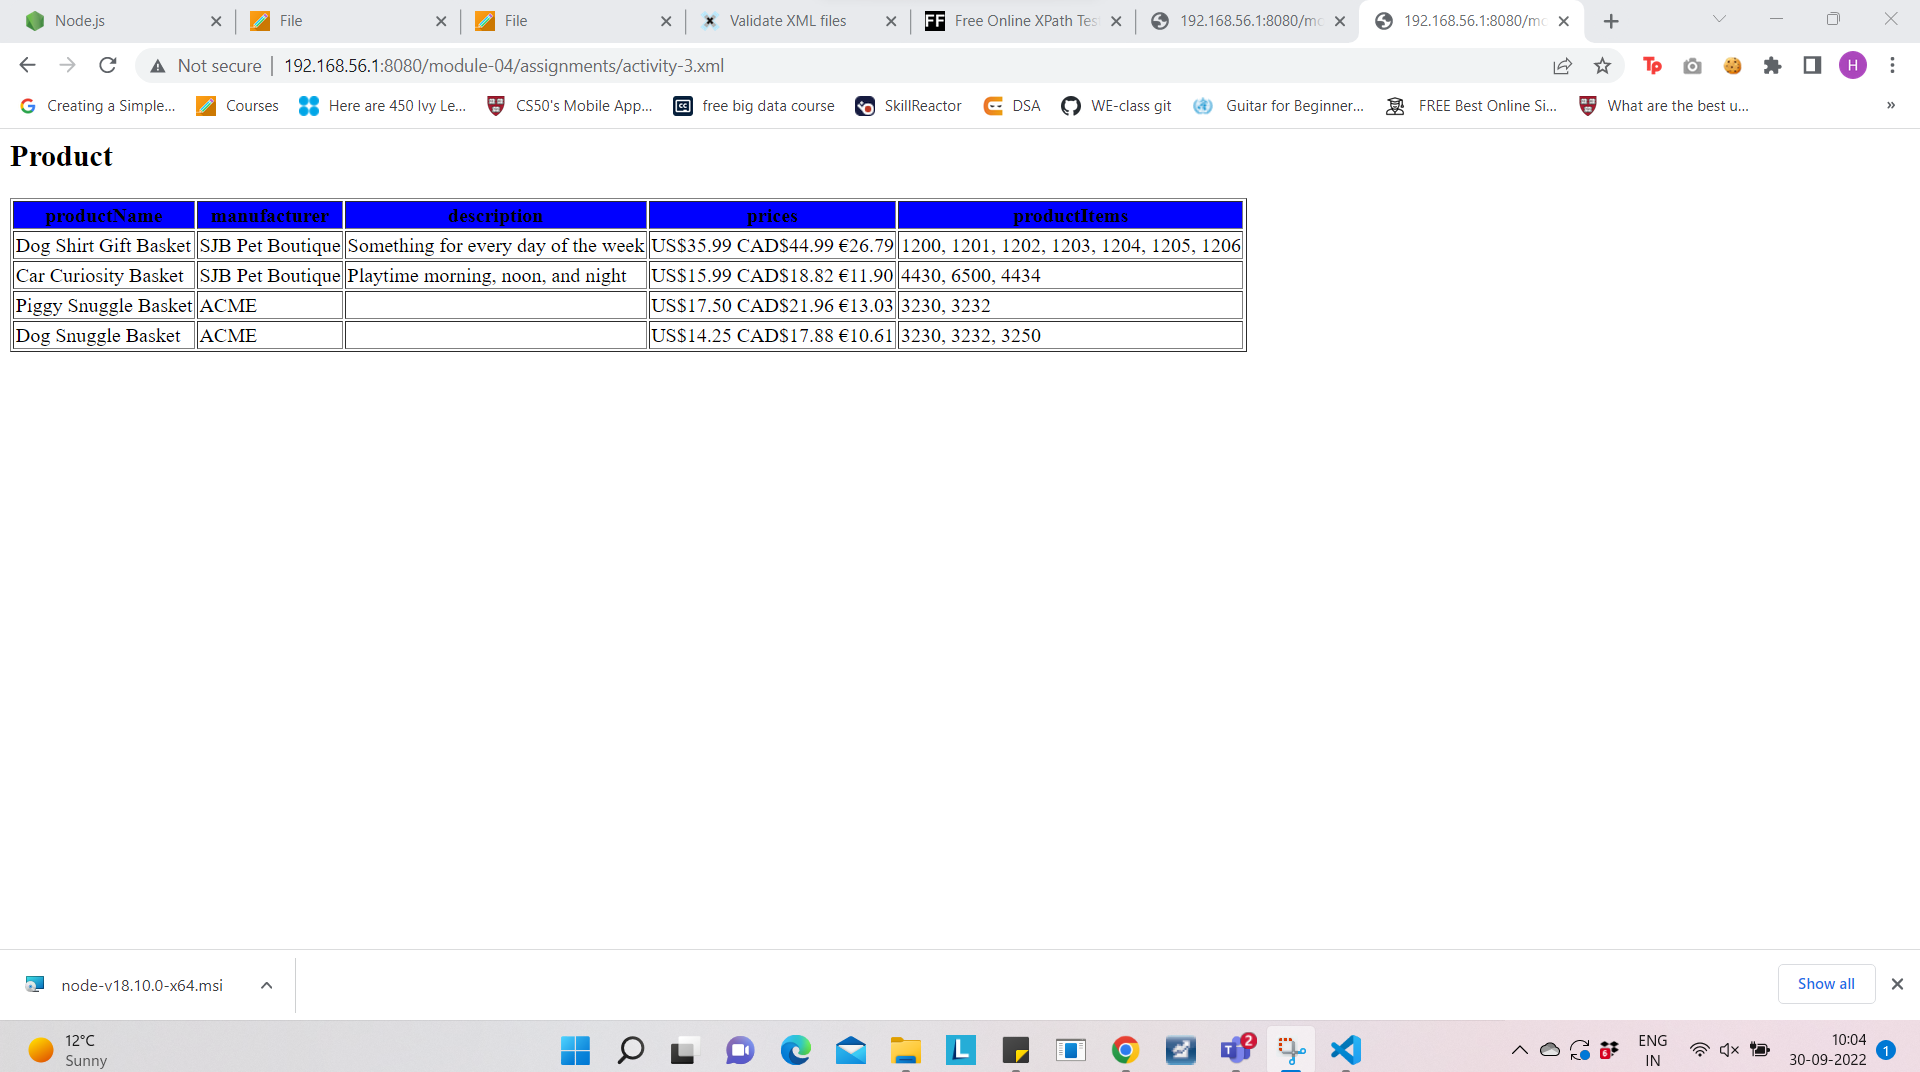 Node.js
File
File
Validate XML files
Free Online XPath Tes
192.168.56.1:8080/mo
192.168.56.1:8080/mo
Not secure 192.168.56.1:8080/module-04/assignments/activity-3.xml
Creating a Simple... Courses Here are 450 Ivy Le... CS50's Mobile App... free big data course SkillReactor DSA WE-class git Guitar for Beginner... FREE Best Online Si... What are the best u... »
Product
productName manufacturer description prices productItems
Dog Shirt Gift Basket SJB Pet Boutique Something for every day of the week US$35.99 CAD$44.99 €26.79 1200, 1201, 1202, 1203, 1204, 1205, 1206
Car Curiosity Basket SJB Pet Boutique Playtime morning, noon, and night US$15.99 CAD$18.82 €11.90 4430, 6500, 4434
Piggy Snuggle Basket ACME US$17.50 CAD$21.96 €13.03 3230, 3232
Dog Snuggle Basket ACME US$14.25 CAD$17.88 €10.61 3230, 3232, 3250
node-v18.10.0-x64.msi
Show all
12°C
Sunny
ENG
IN
10:04
30-09-2022